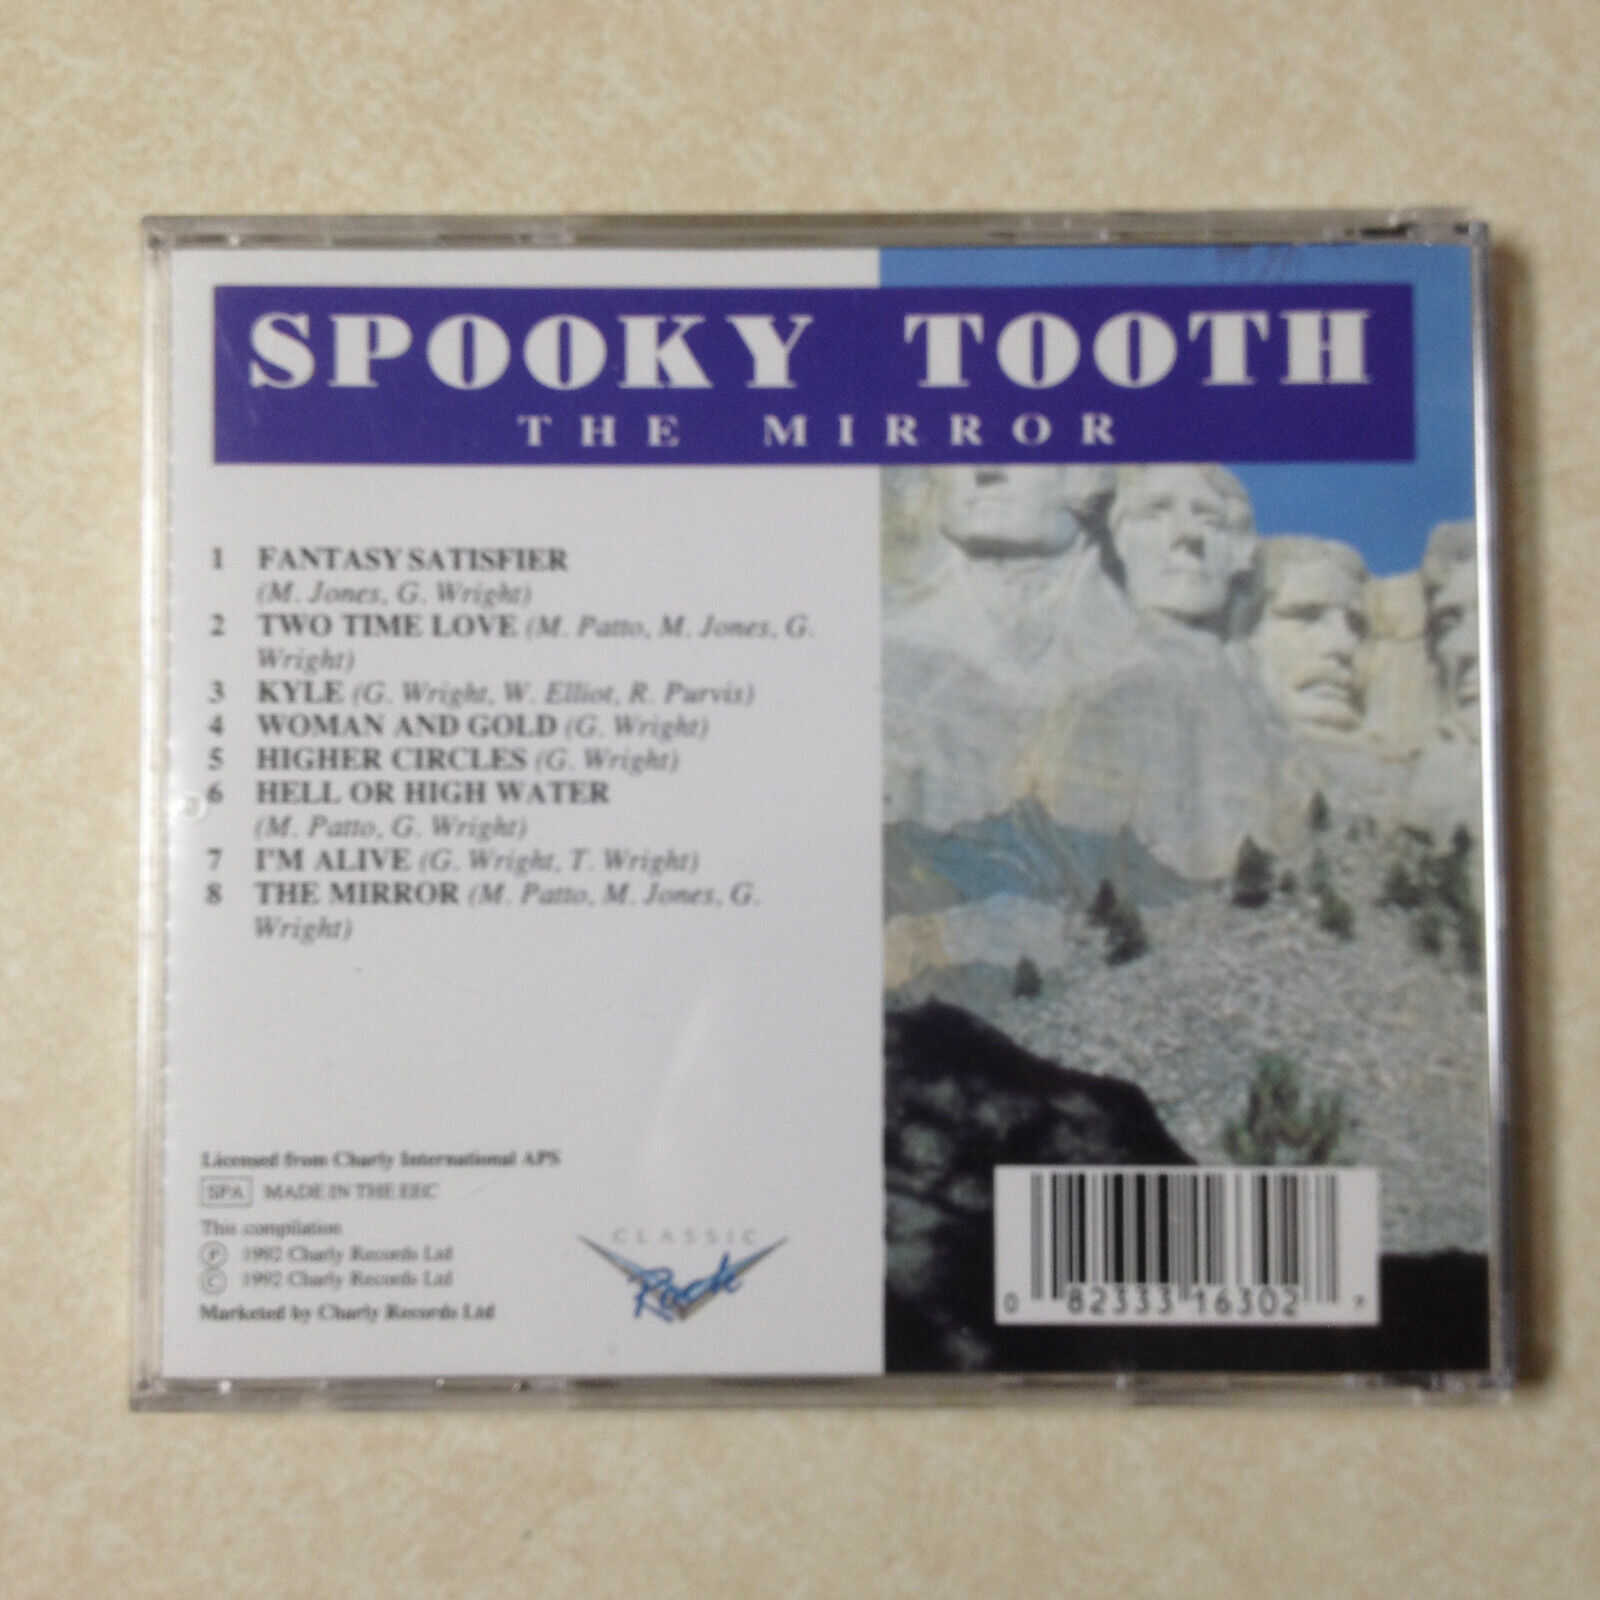 SPOOKY TOOTH
THE MIRROR
1 FANTASY SATISFIER
(M. Jones, G. Wright)
2 TWO TIME LOVE (M. Patto, M. Jones, G.
Wright)
3 KYLE (G. Wright, W. Elliot, R. Purvis)
4 WOMAN AND GOLD (G. Wright)
5 HIGHER CIRCLES (G. Wright)
6 HELL OR HIGH WATER
(M. Patto, G. Wright)
7 I'M ALIVE (G. Wright, T. Wright)
8 THE MIRROR (M. Patto, M. Jones, G.
Wright)
Licensed from Charly International APS
SPA MADE IN THE EEC
This compilation
℗ 1992 Charly Records Ltd
© 1992 Charly Records Ltd
Marketed by Charly Records Ltd
CLASSIC
Rock
0 82333 16302